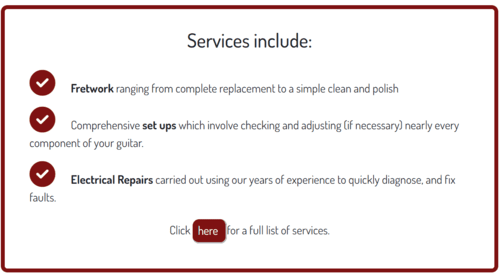 Services include:
Fretwork ranging from complete replacement to a simple clean and polish
Comprehensive set ups which involve checking and adjusting (if necessary) nearly every
component of your guitar.
Electrical Repairs carried out using our years of experience to quickly diagnose, and fix
faults.
Click here for a full list of services.